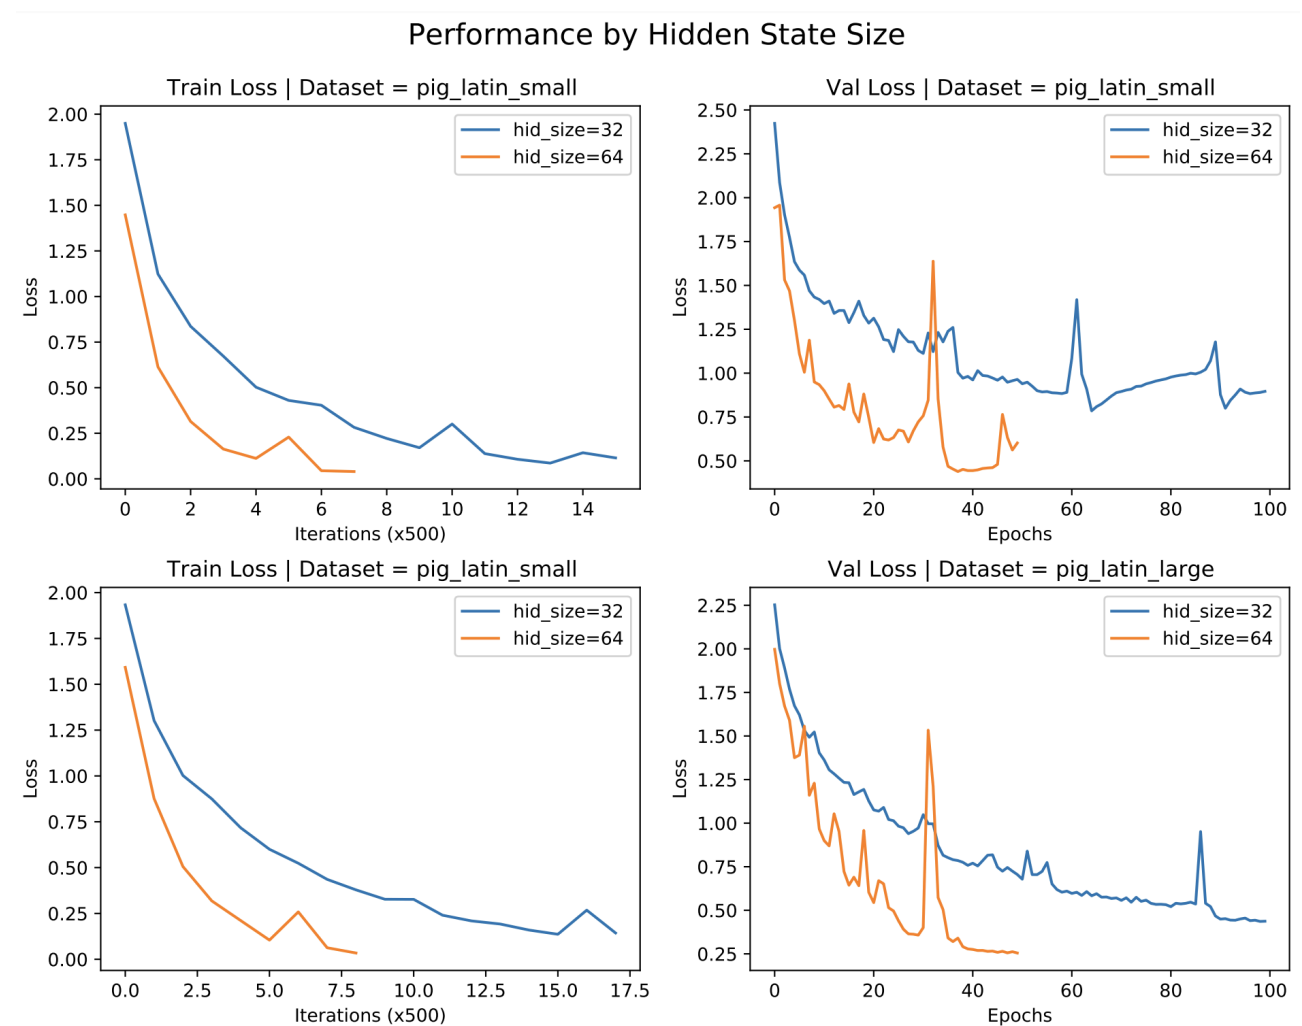 Performance by Hidden State Size
Train Loss | Dataset = pig_latin_small
2.00
1.75
1.50
1.25
1.00
0.75
0.50
0.25
0.00
Loss
hid_size=32
hid_size=64
0 2 4 6 8 10 12 14
Iterations (x500)
Val Loss | Dataset = pig_latin_small
2.50
2.25
2.00
1.75
1.50
1.25
1.00
0.75
0.50
Loss
hid_size=32
hid_size=64
0 20 40 60 80 100
Epochs
Train Loss | Dataset = pig_latin_small
2.00
1.75
1.50
1.25
1.00
0.75
0.50
0.25
0.00
Loss
hid_size=32
hid_size=64
0.0 2.5 5.0 7.5 10.0 12.5 15.0 17.5
Iterations (x500)
Val Loss | Dataset = pig_latin_large
2.25
2.00
1.75
1.50
1.25
1.00
0.75
0.50
0.25
Loss
hid_size=32
hid_size=64
0 20 40 60 80 100
Epochs